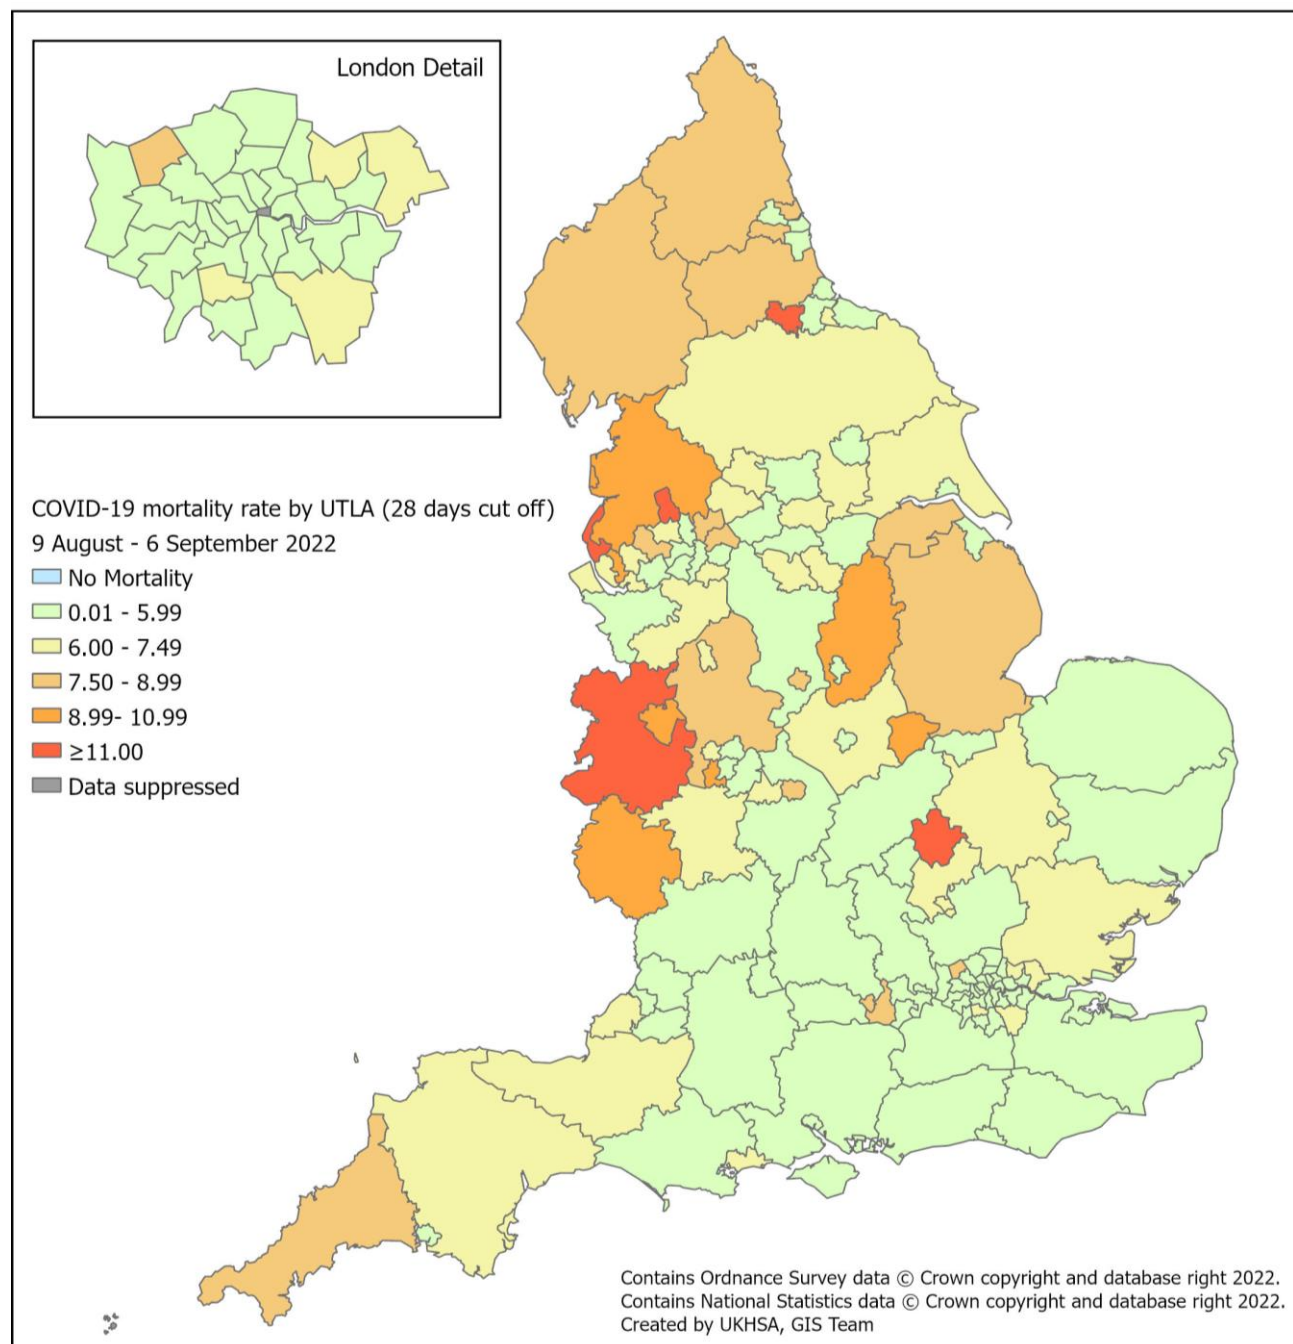 London Detail
COVID-19 mortality rate by UTLA (28 days cut off)
9 August - 6 September 2022
No Mortality
0.01 - 5.99
6.00 - 7.49
7.50 - 8.99
8.99- 10.99
≥11.00
Data suppressed
Contains Ordnance Survey data © Crown copyright and database right 2022.
Contains National Statistics data © Crown copyright and database right 2022.
Created by UKHSA, GIS Team